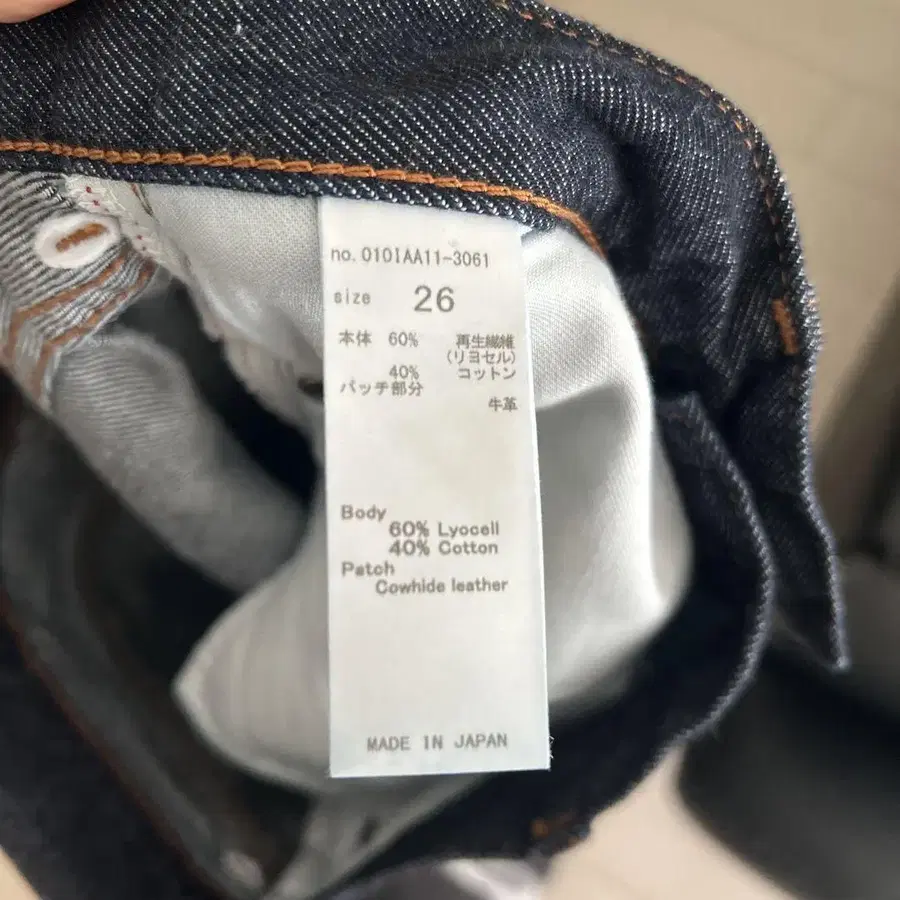 no. 0101AA11-3061
size 26
本体 60% 再生繊維
(リヨセル)
40% コットン
パッチ部分
牛革
Body
60% Lyocell
40% Cotton
Patch
Cowhide leather
MADE IN JAPAN